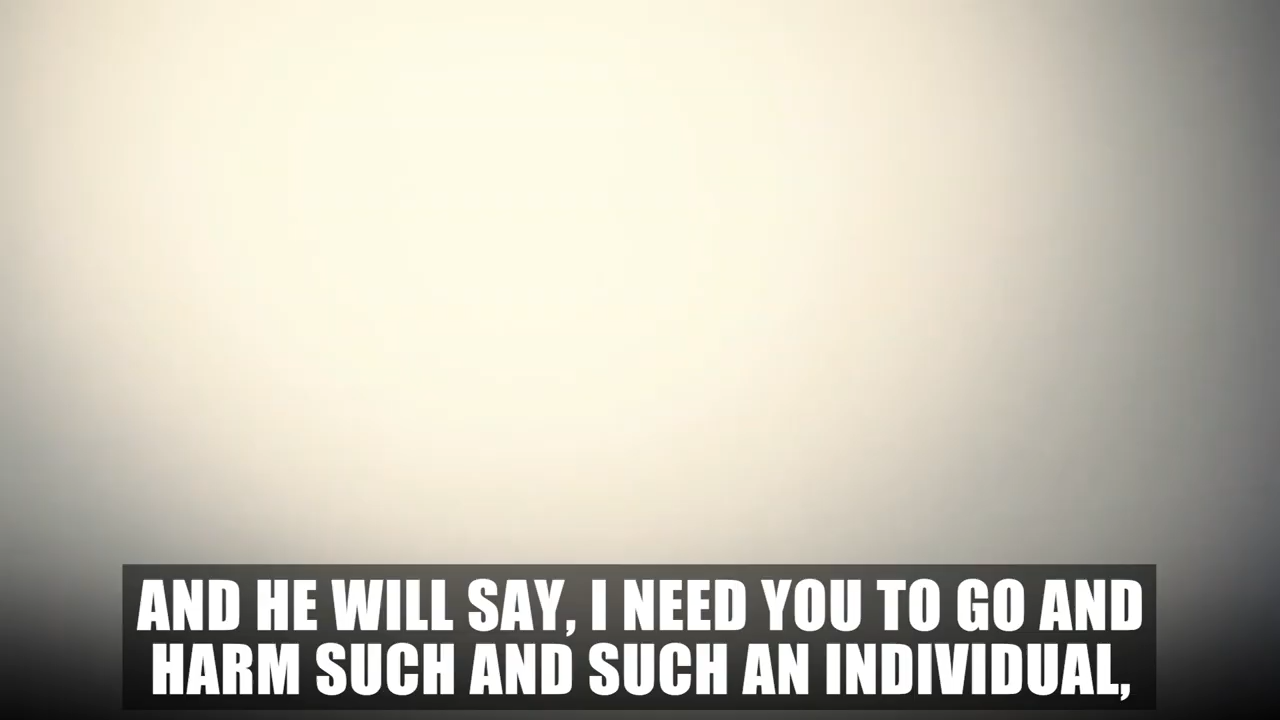 AND HE WILL SAY, I NEED YOU TO GO AND
HARM SUCH AND SUCH AN INDIVIDUAL,